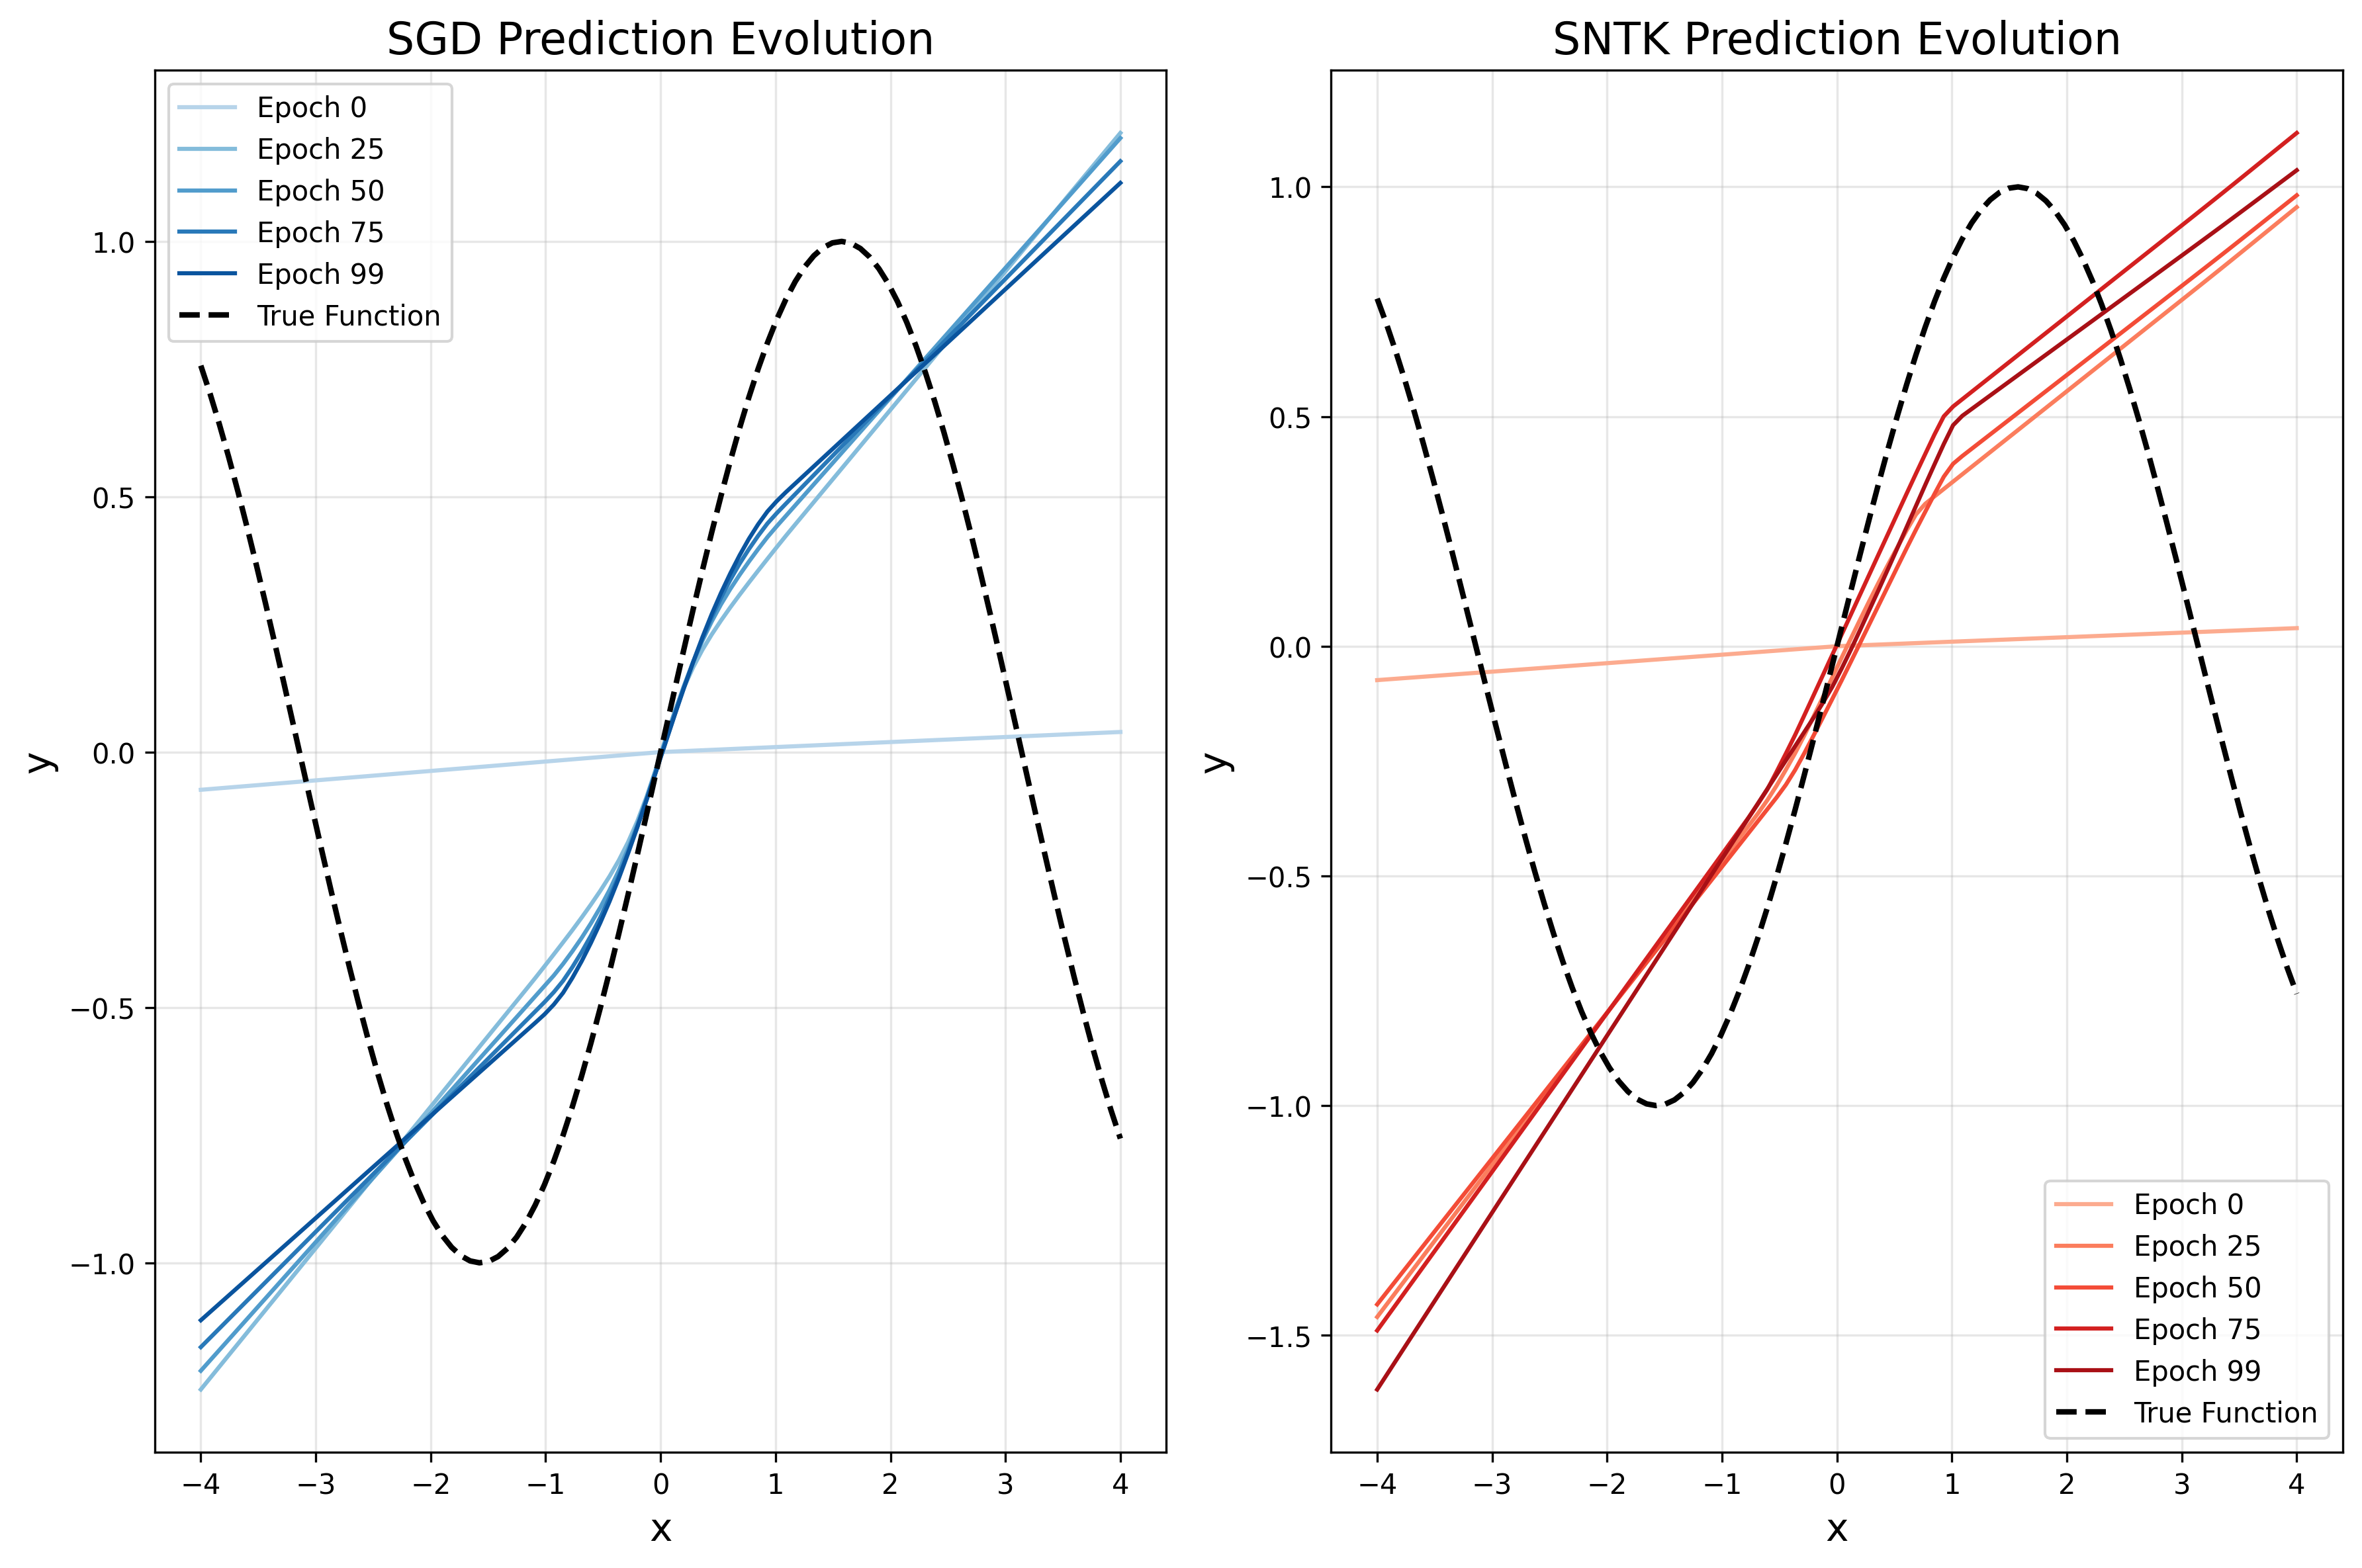 SGD Prediction Evolution
Epoch 0
Epoch 25
Epoch 50
Epoch 75
Epoch 99
True Function
1.0
0.5
0.0
−0.5
−1.0
y
−4 −3 −2 −1 0 1 2 3 4
x
SNTK Prediction Evolution
1.0
0.5
0.0
−0.5
−1.0
−1.5
y
Epoch 0
Epoch 25
Epoch 50
Epoch 75
Epoch 99
True Function
−4 −3 −2 −1 0 1 2 3 4
x